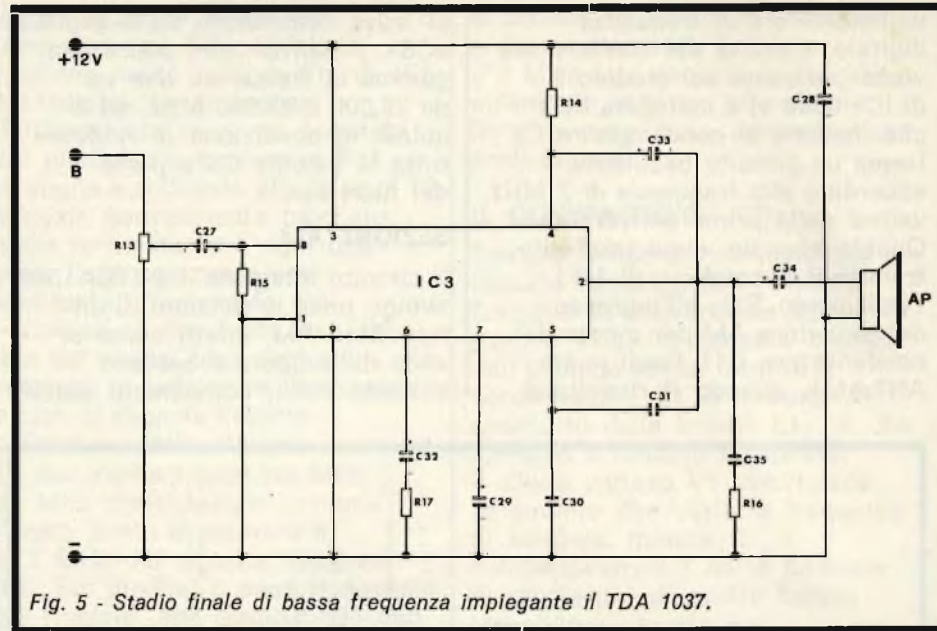 +12V
B
R13
C27
R15
8
1
3
4
IC3
2
9
6
7
5
R14
C33
C28
C34
AP
C31
C32
R17
C29
C30
C35
R16
Fig. 5 - Stadio finale di bassa frequenza impiegante il TDA 1037.